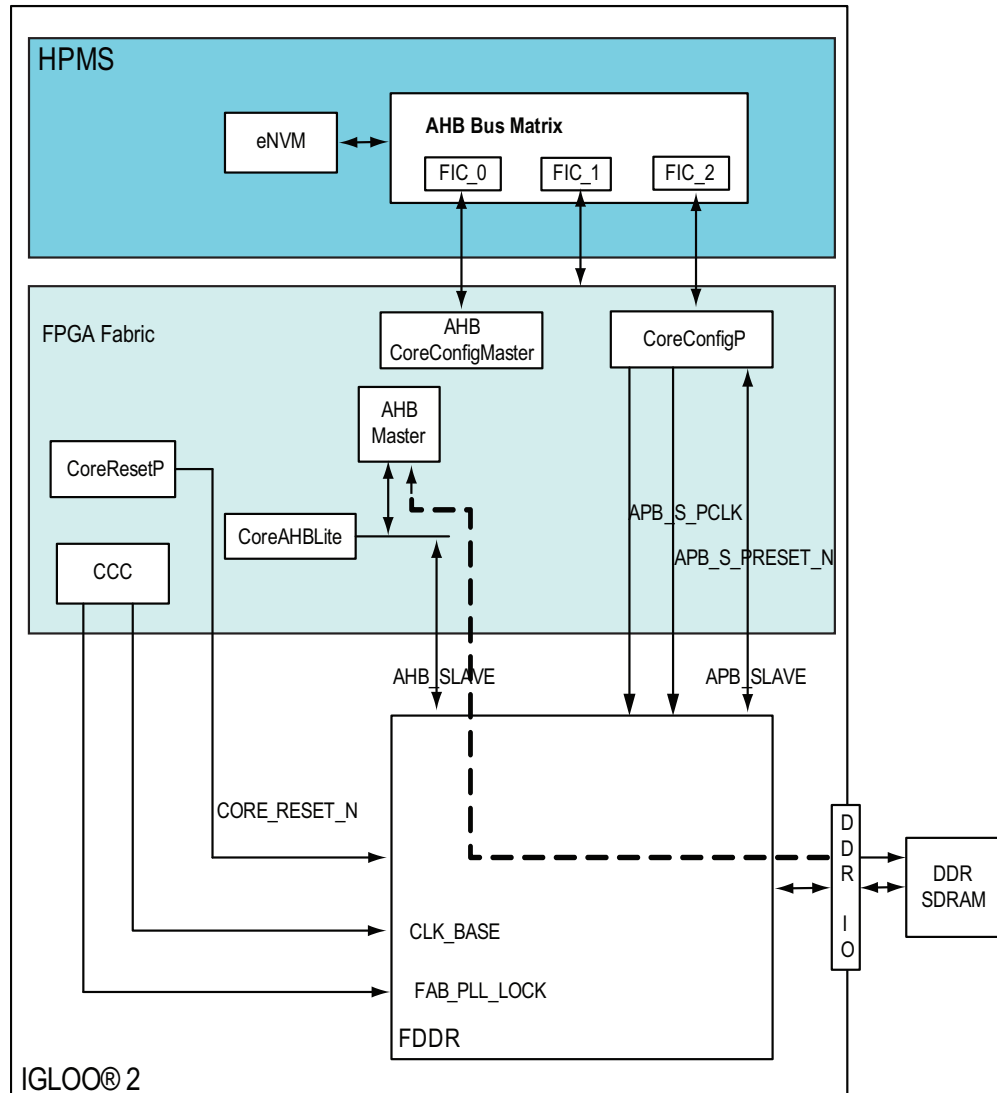 HPMS
eNVM
AHB Bus Matrix
FIC_0
FIC_1
FIC_2
FPGA Fabric
AHB
CoreConfigMaster
CoreConfigP
AHB
Master
CoreResetP
CoreAHBLite
CCC
APB_S_PCLK
APB_S_PRESET_N
AHB_SLAVE
APB_SLAVE
CORE_RESET_N
CLK_BASE
FAB_PLL_LOCK
FDDR
D
D
R
I
O
DDR
SDRAM
IGLOO® 2